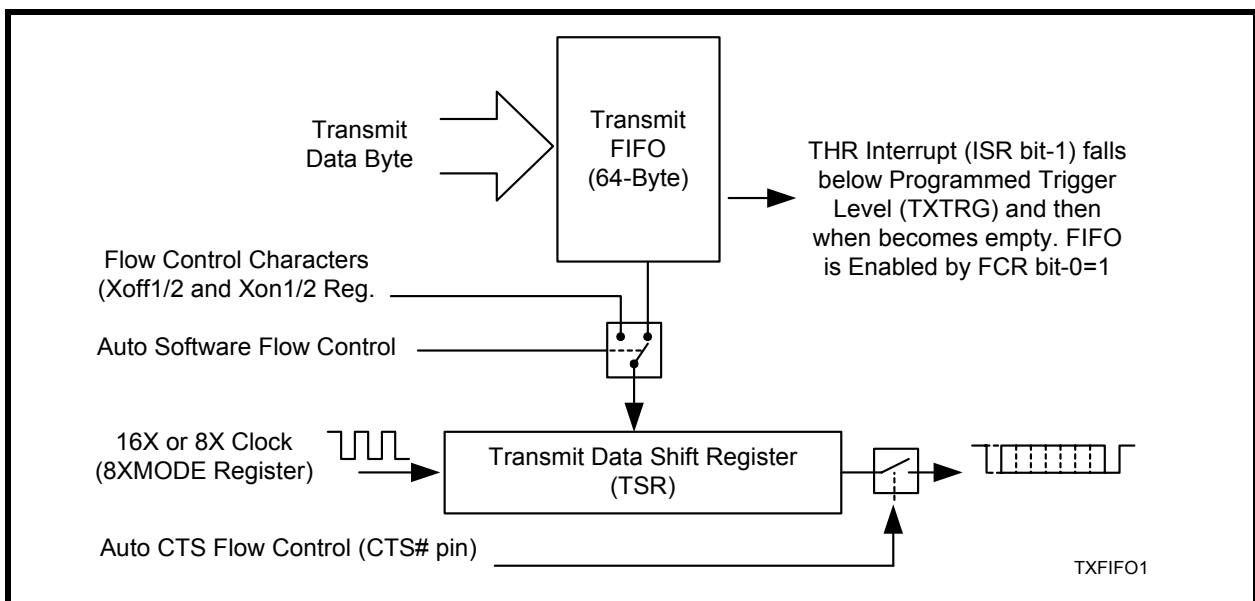 Transmit
Data Byte
Transmit
FIFO
(64-Byte)
THR Interrupt (ISR bit-1) falls
below Programmed Trigger
Level (TXTRG) and then
when becomes empty. FIFO
is Enabled by FCR bit-0=1
Flow Control Characters
(Xoff1/2 and Xon1/2 Reg.
Auto Software Flow Control
16X or 8X Clock
(8XMODE Register)
Transmit Data Shift Register
(TSR)
Auto CTS Flow Control (CTS# pin)
TXFIFO1